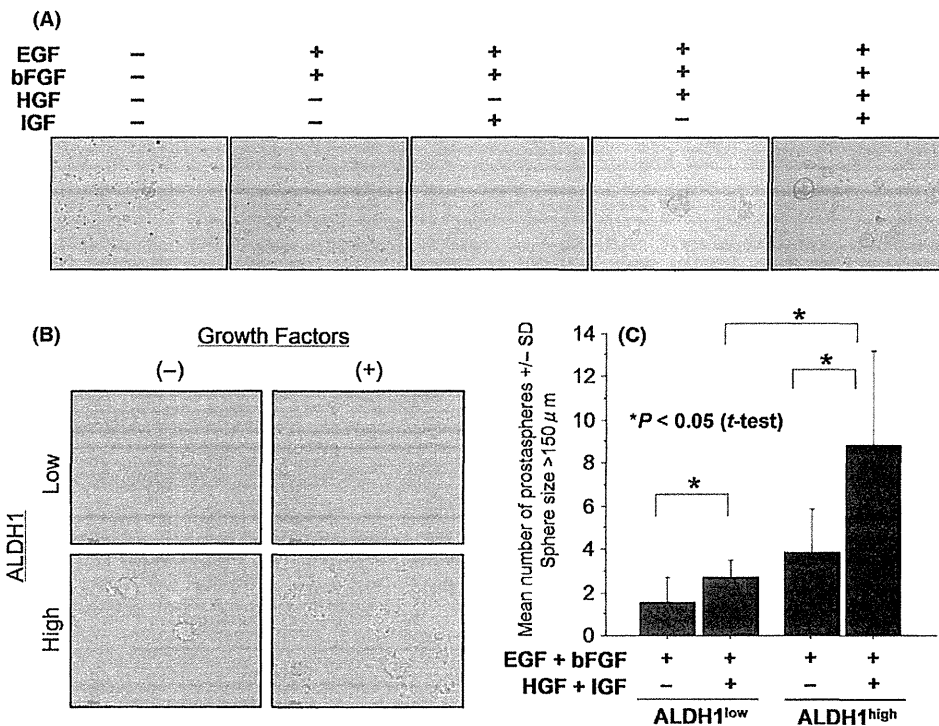 (A)
EGF – + + + +
bFGF – + + + +
HGF – – – + +
IGF – – + – +
(B)
Growth Factors
(–) (+)
Low
High
ALDH1
(C)
Mean number of prostaspheres +/– SD
Sphere size >150 μm
14
12
10
8
6
4
2
0
*P < 0.05 (t-test)
*
*
*
EGF + bFGF + + + +
HGF + IGF – + – +
ALDH1low ALDH1high